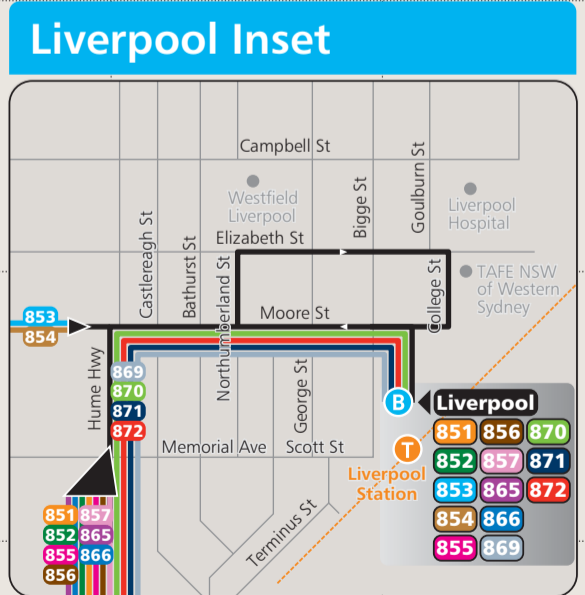 Liverpool Inset
Campbell St
Westfield
Liverpool
Elizabeth St
Bigge St
Goulburn St
Liverpool
Hospital
TAFE NSW
of Western
Sydney
Castlereagh St
Bathurst St
Northumberland St
Moore St
College St
853
854
Hume Hwy
869
870
871
872
George St
Memorial Ave
Scott St
B
T
Liverpool
Station
Liverpool
851 856 870
852 857 871
853 865 872
854 866
855 869
851 857
852 865
855 866
856
Terminus St